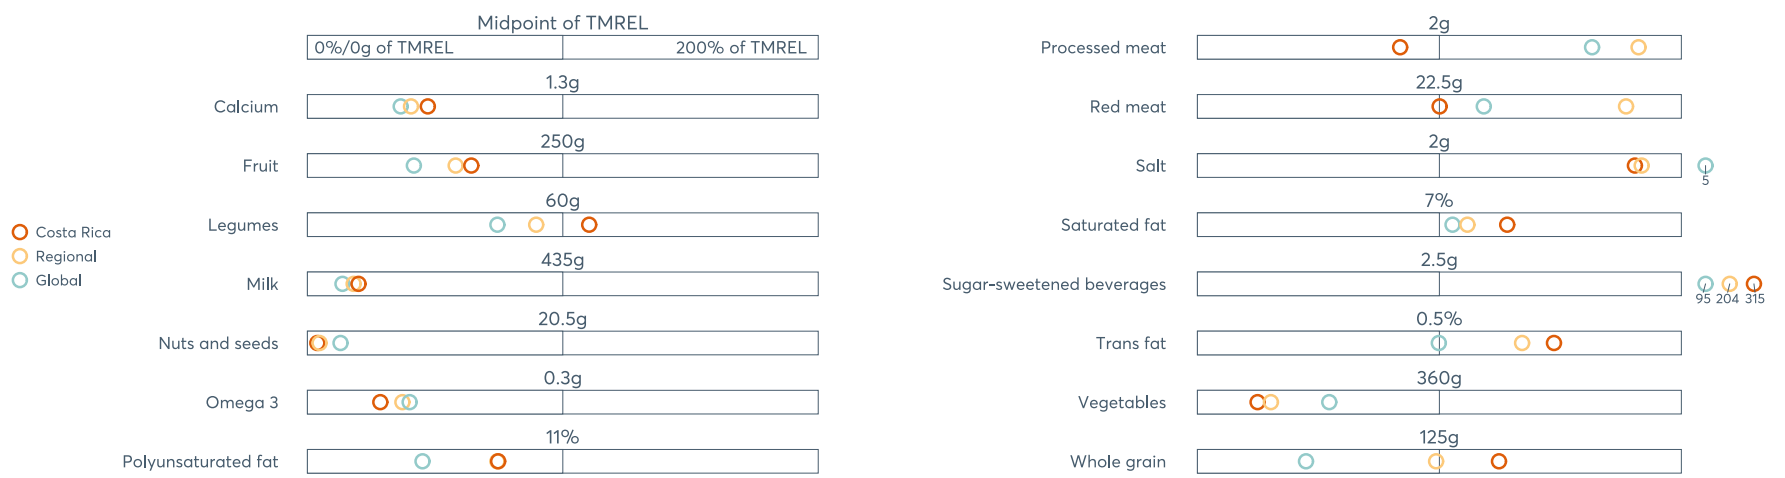 Midpoint of TMREL
0%/0g of TMREL 200% of TMREL
1.3g
Calcium
250g
Fruit
60g
Legumes
435g
Milk
20.5g
Nuts and seeds
0.3g
Omega 3
11%
Polyunsaturated fat
Costa Rica
Regional
Global
2g
Processed meat
22.5g
Red meat
2g
Salt
5
7%
Saturated fat
2.5g
Sugar-sweetened beverages
95 204 315
0.5%
Trans fat
360g
Vegetables
125g
Whole grain